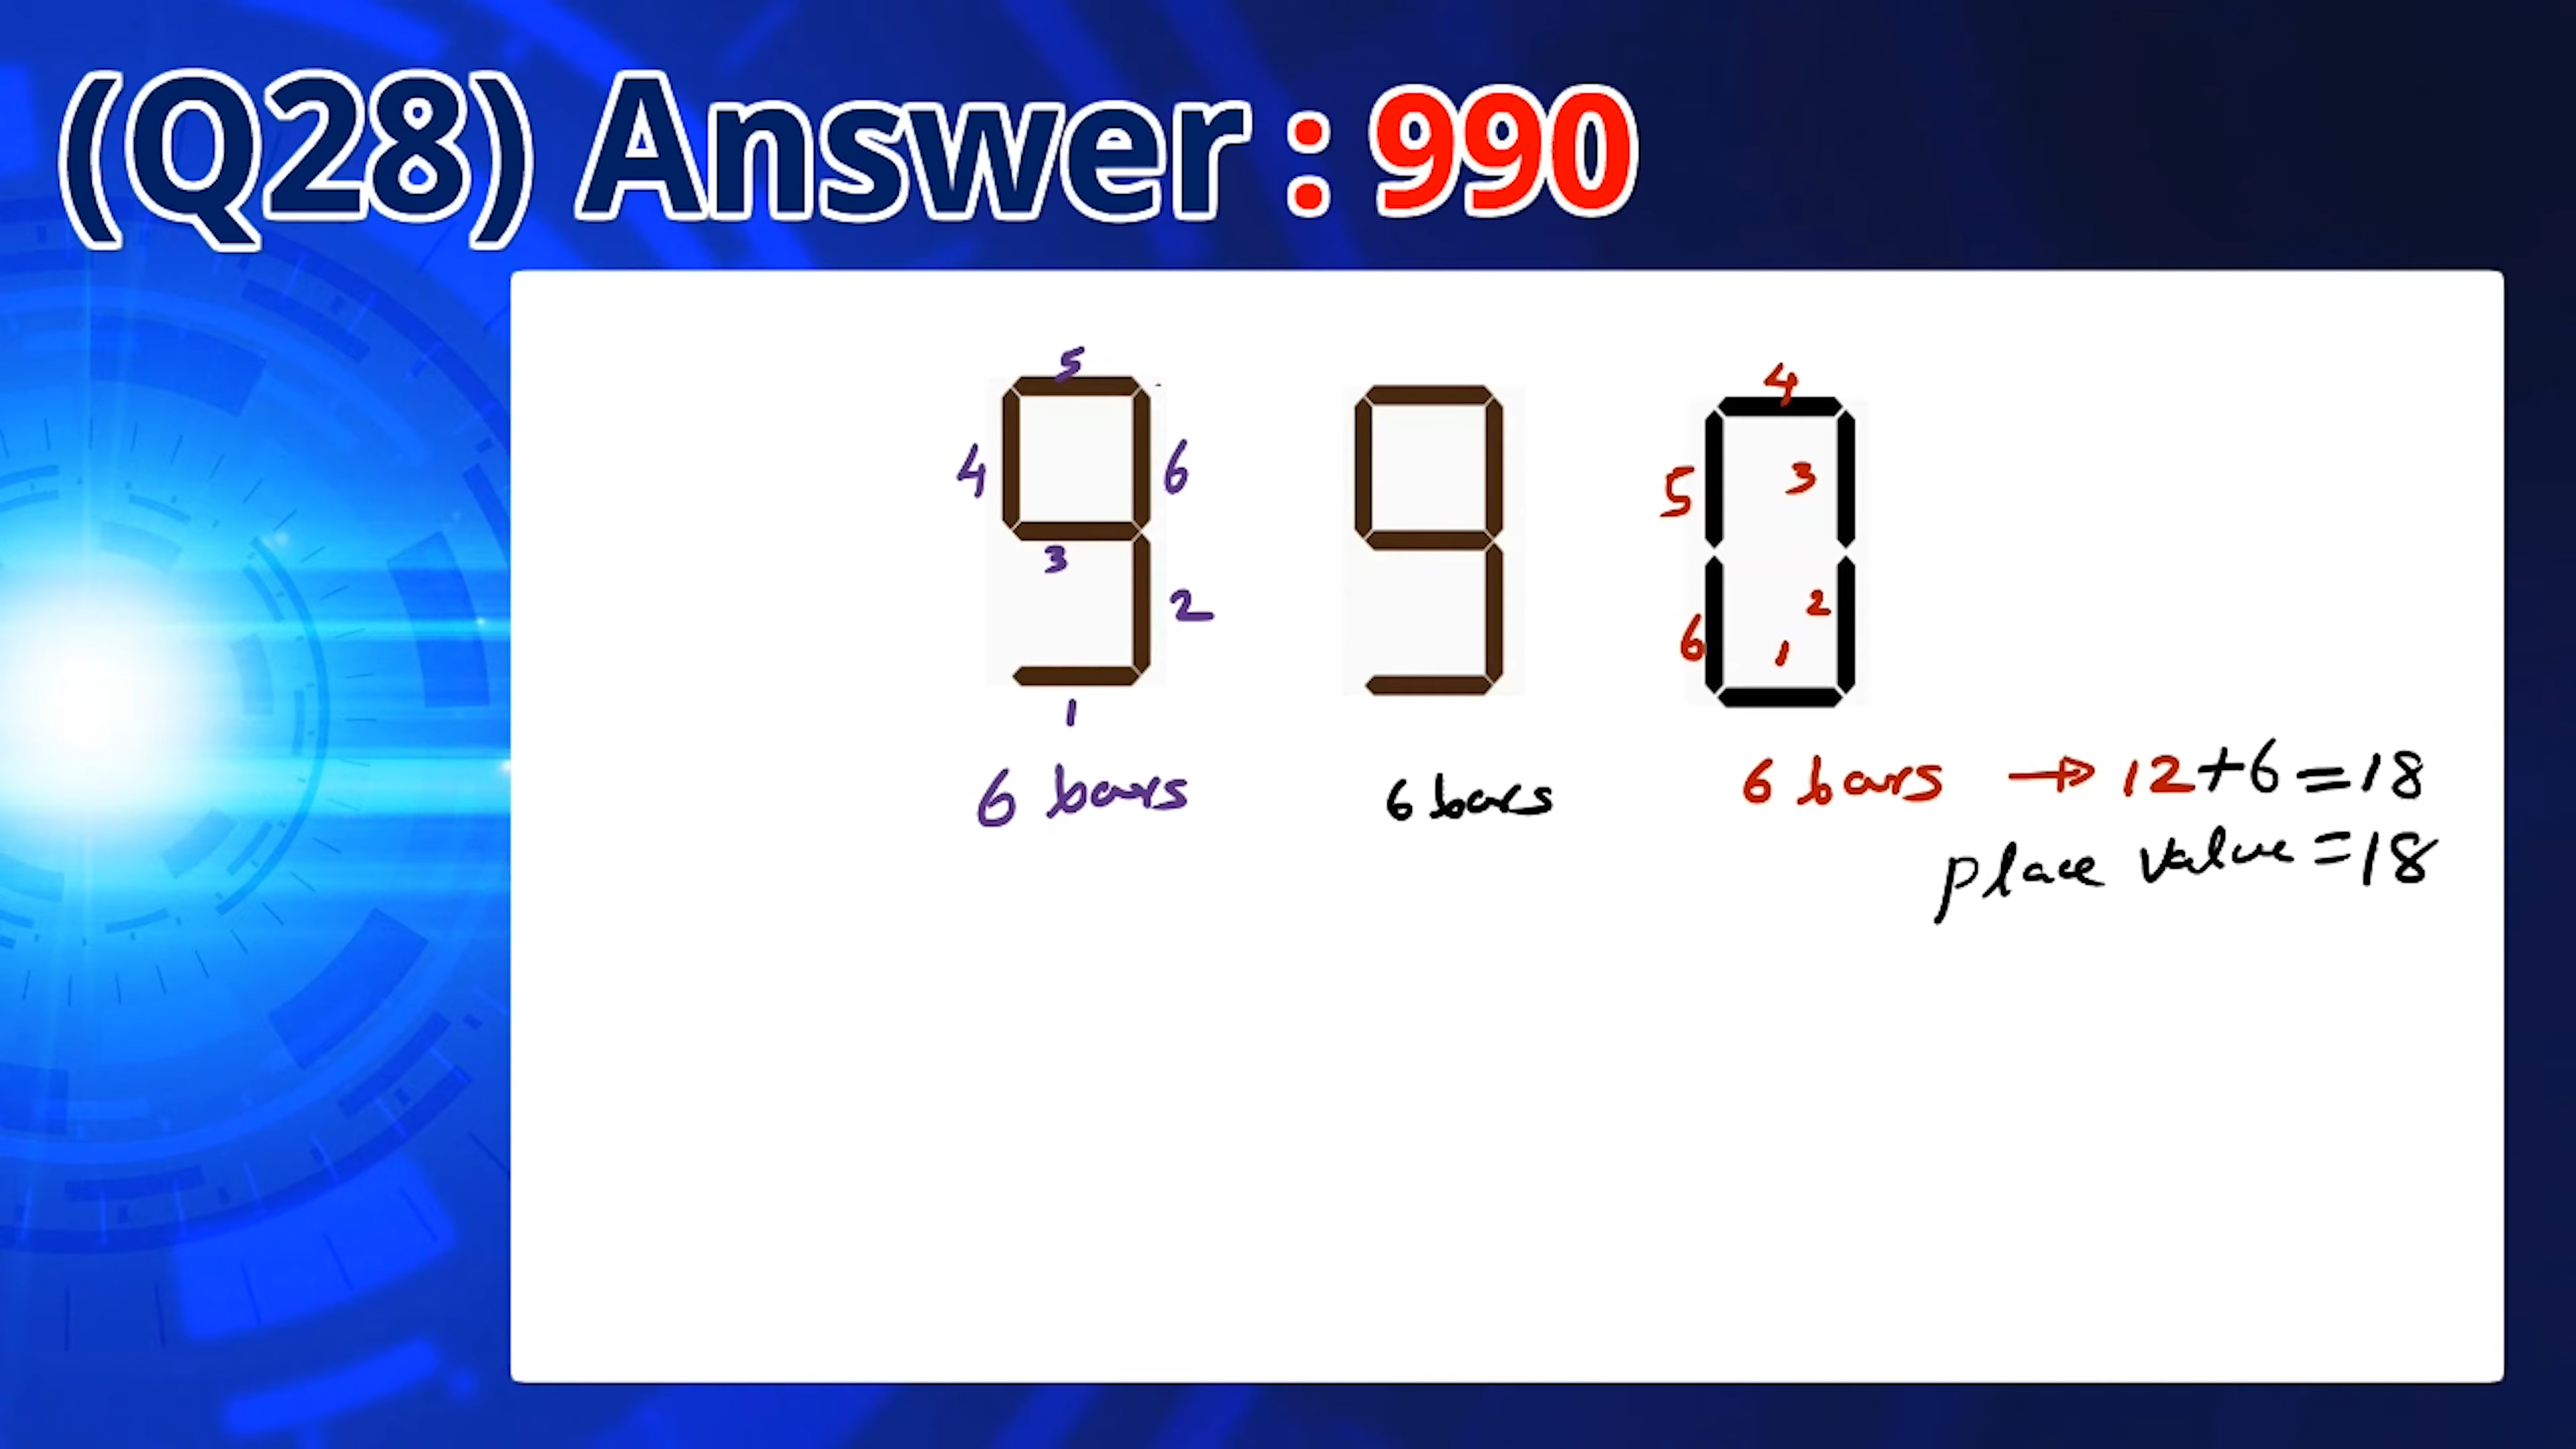 (Q28) Answer : 990
5 4
4 6 5 3
3 2 6 2
1 1
6 bars 6 bars 6 bars → 12+6=18
place value = 18